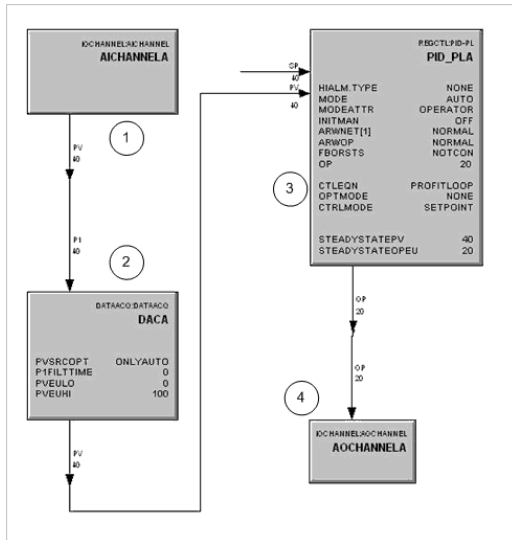 IOCHANNEL:AICHANNEL
AICHANNELA
1
PV
40
P1
40
2
DATAACQ:DATAACQ
DACA
PVSRCOPT ONLYAUTO
P1FILTTIME 0
PVEULO 0
PVEUHI 100
PV
40
SP
40
PV
40
REGCTL:PID-PL
PID_PLA
HIALM.TYPE NONE
MODE AUTO
MODEATTR OPERATOR
INITMAN OFF
ARWNET[1] NORMAL
ARWOP NORMAL
FBORSTS NOTCON
OP 20
3
CTLEQN PROFITLOOP
OPTMODE NONE
CTRLMODE SETPOINT
STEADYSTATEPV 40
STEADYSTATEOPEU 20
OP
20
OP
20
4
IOCHANNEL:AOCHANNEL
AOCHANNELA